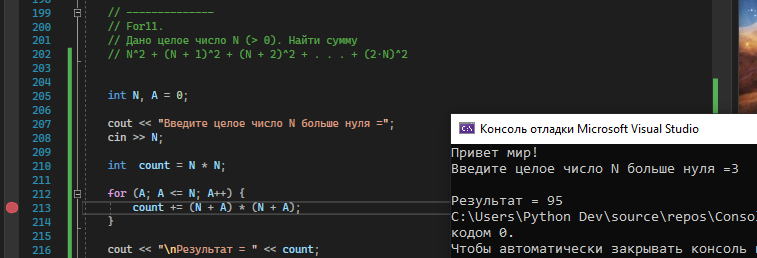 198
199 // --------------
200 // For11.
201 // Дано целое число N (> 0). Найти сумму
202 // N^2 + (N + 1)^2 + (N + 2)^2 + . . . + (2·N)^2
203
204
205 int N, A = 0;
206
207 cout << "Введите целое число N больше нуля =";
208 cin >> N;
209
210 int  count = N * N;
211
212 for (A; A <= N; A++) {
213 count += (N + A) * (N + A);
214 }
215
216 cout << "\nРезультат = " << count;
Консоль отладки Microsoft Visual Studio
Привет мир!
Введите целое число N больше нуля =3
Результат = 95
C:\Users\Python Dev\source\repos\Conso
кодом 0.
Чтобы автоматически закрывать консоль